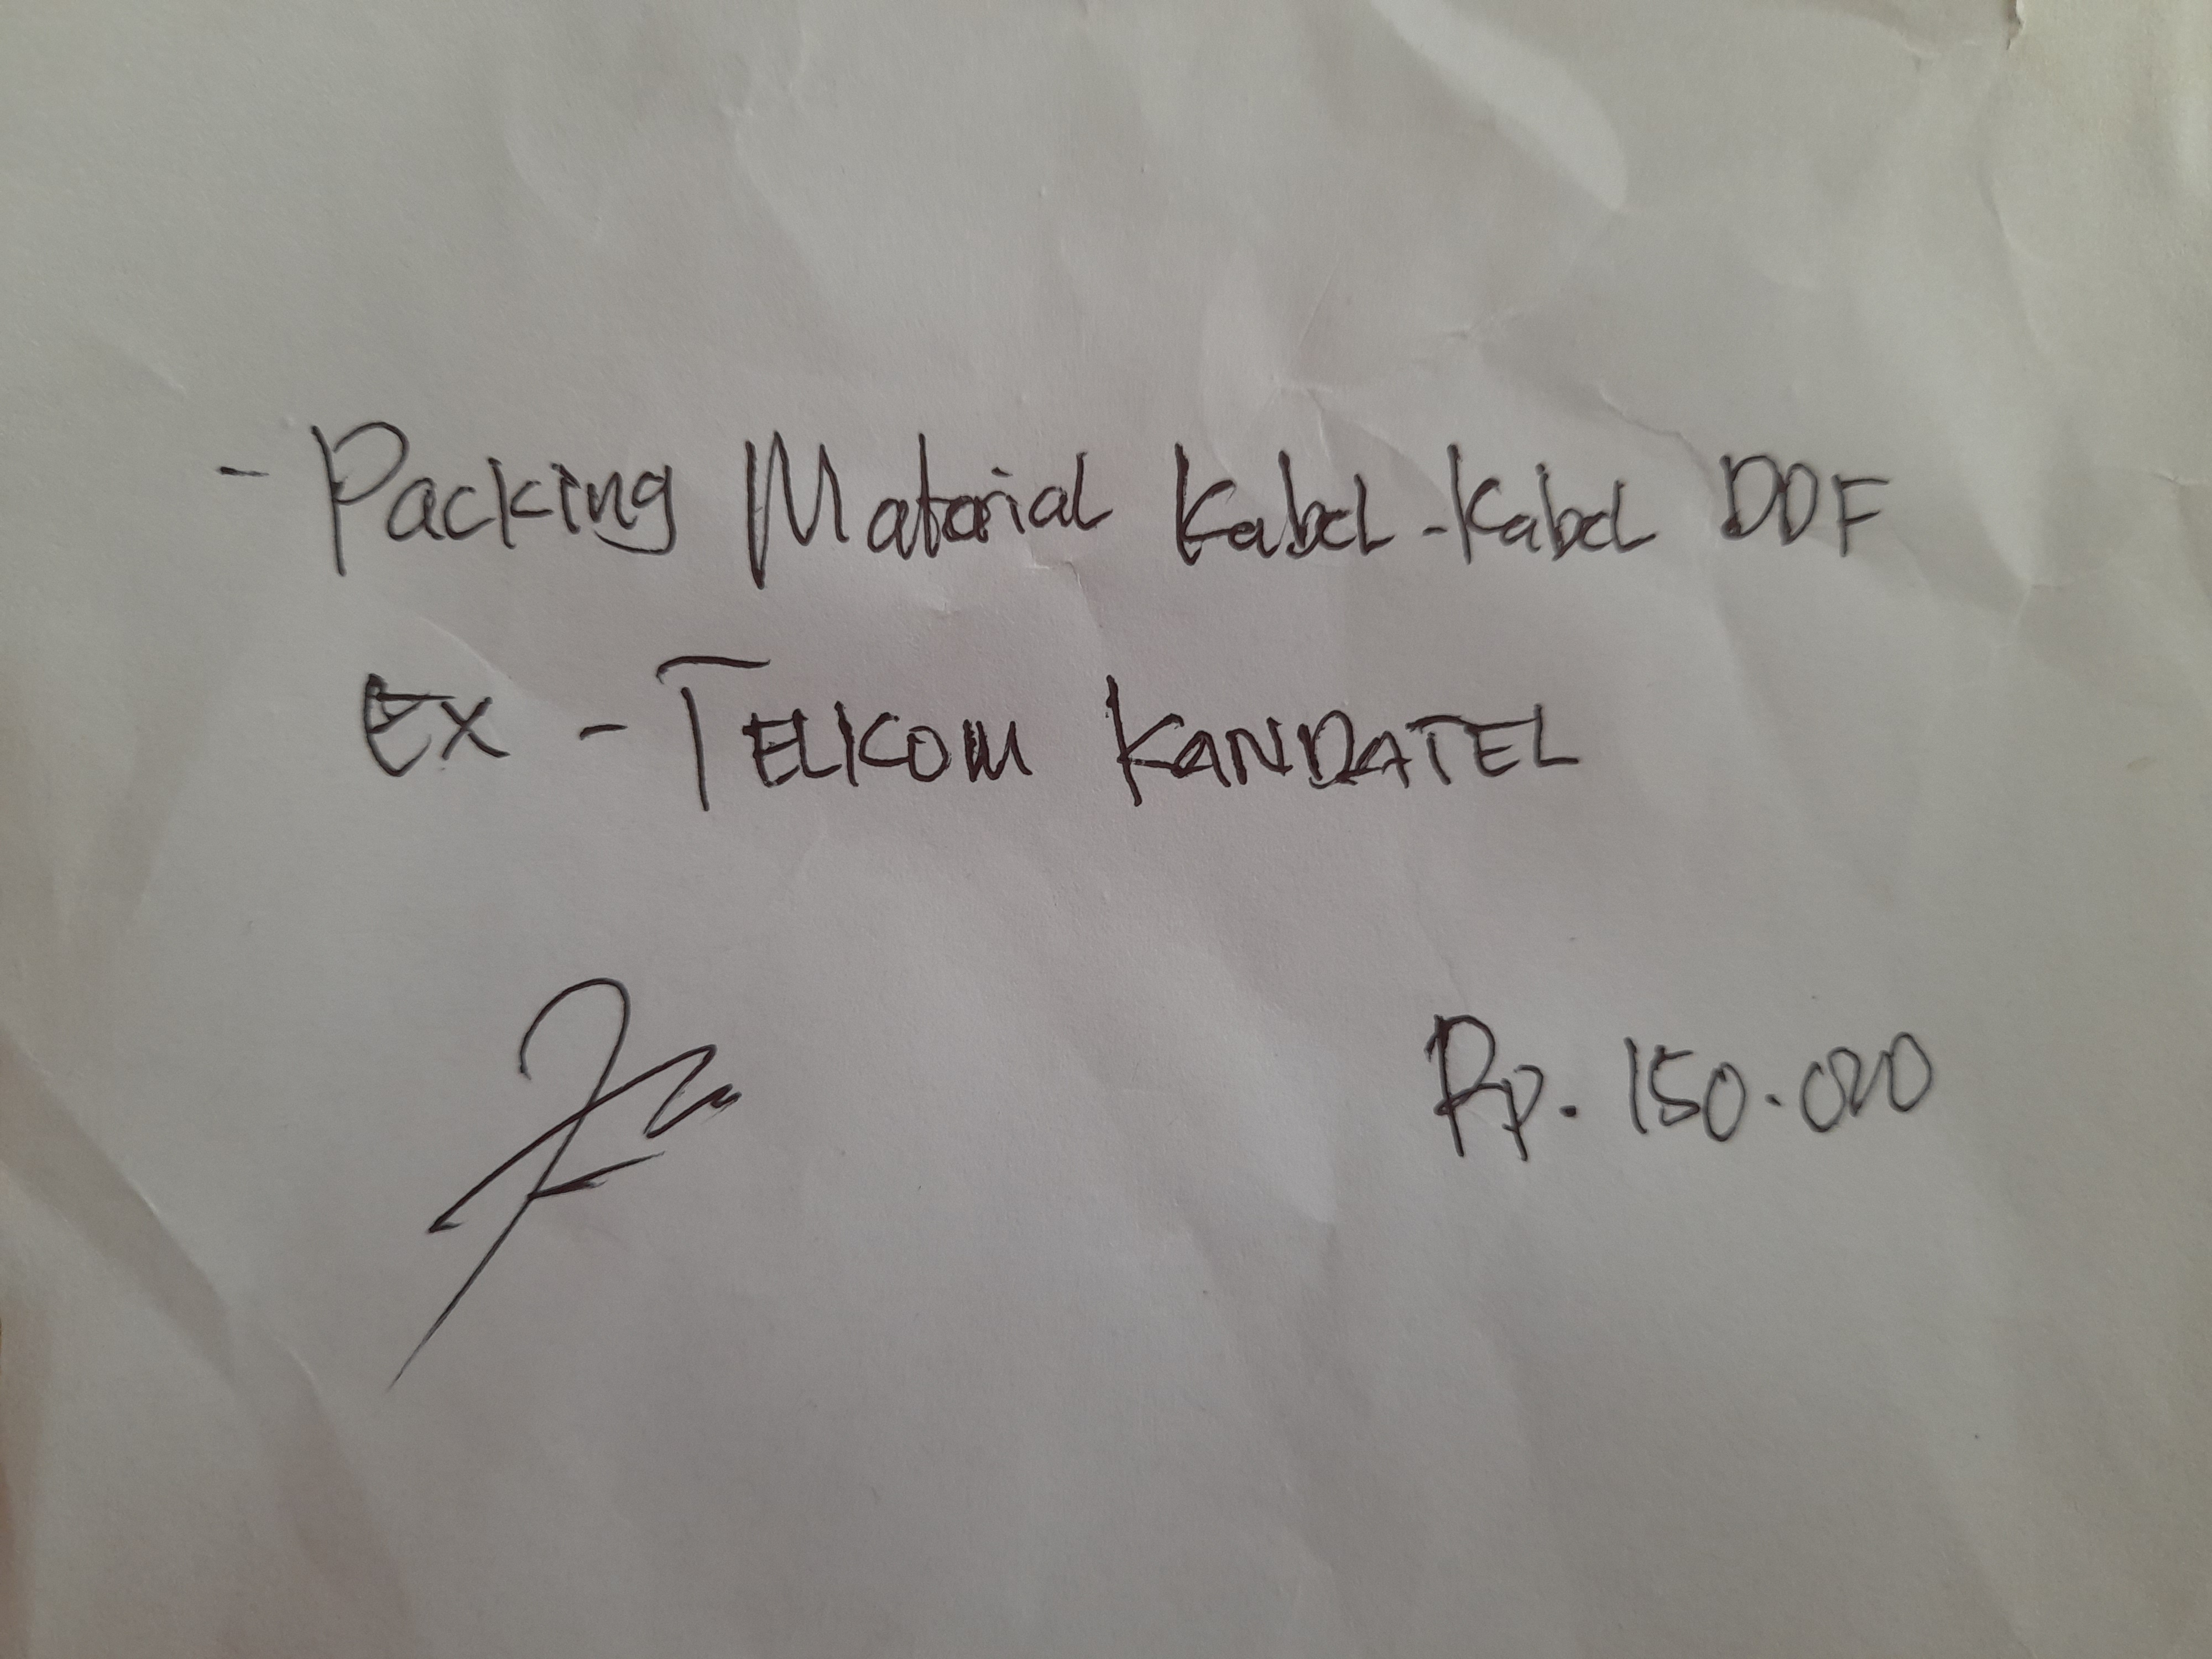 - Packing Material Kabel-Kabel DDF
Ex - TELKOM KANDATEL
Rp. 150.000